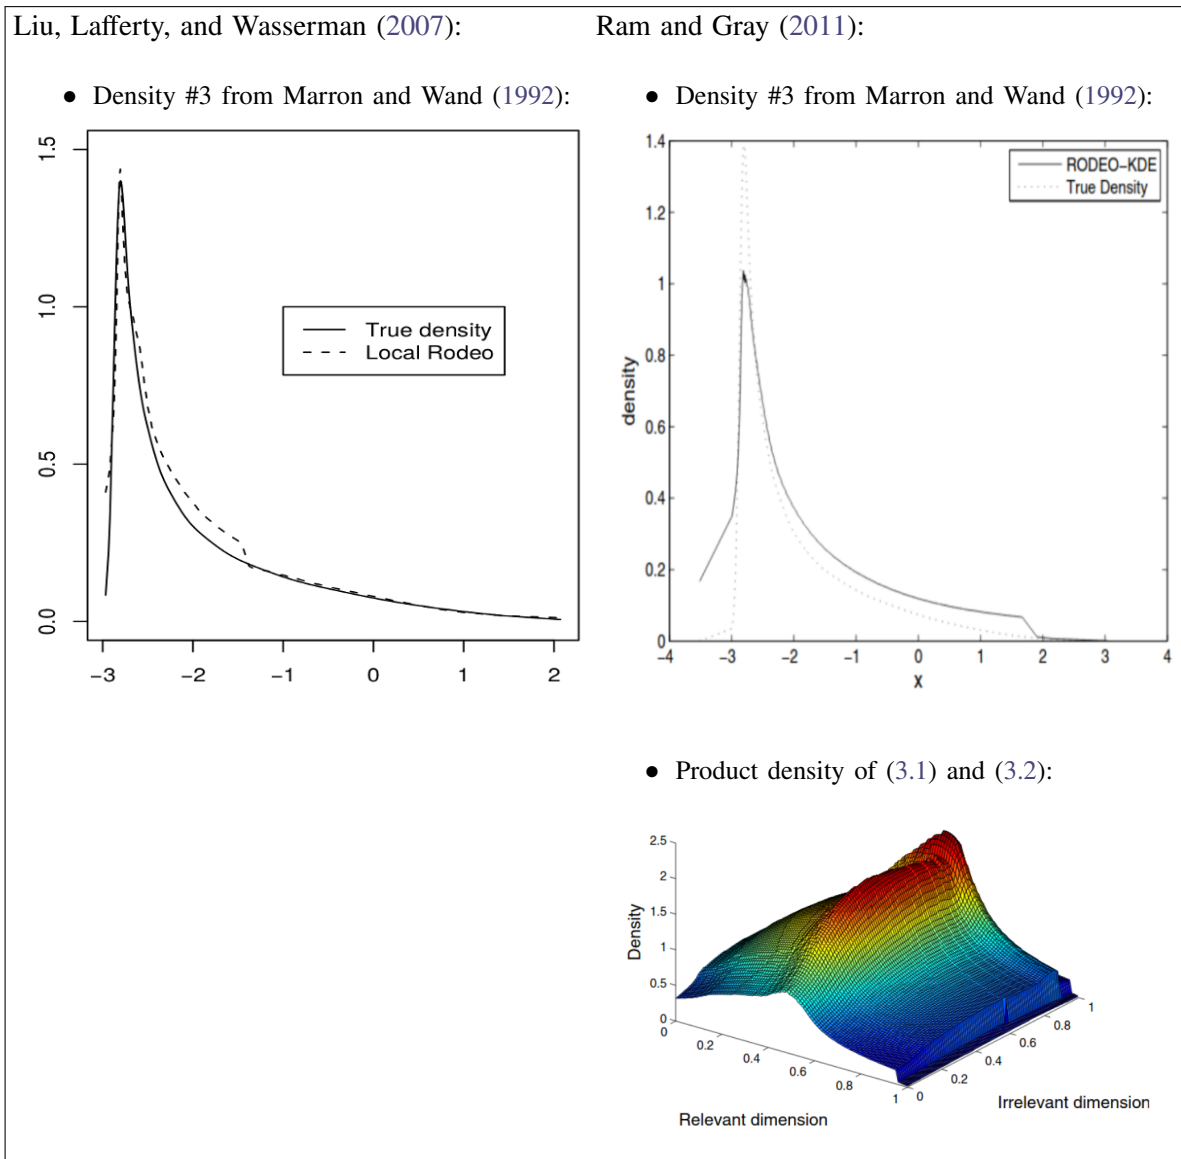 Liu, Lafferty, and Wasserman (2007):
• Density #3 from Marron and Wand (1992):
1.5
1.0
0.5
0.0
True density
Local Rodeo
−3 −2 −1 0 1 2
Ram and Gray (2011):
• Density #3 from Marron and Wand (1992):
1.4
1.2
1
0.8
0.6
0.4
0.2
0
density
RODEO-KDE
True Density
−4 −3 −2 −1 0 1 2 3 4
X
• Product density of (3.1) and (3.2):
2.5
2
1.5
1
0.5
0
Density
0 0.2 0.4 0.6 0.8 1
Relevant dimension
0 0.2 0.4 0.6 0.8 1
Irrelevant dimension